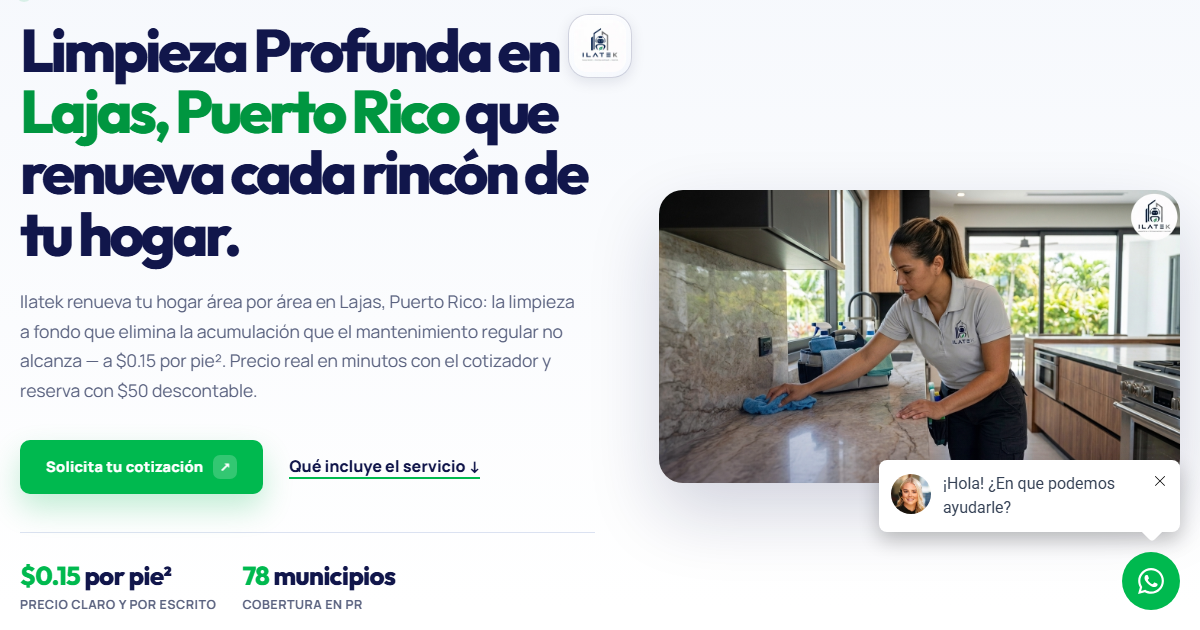 Limpieza Profunda en
ILATEK
Lajas, Puerto Rico que
renueva cada rincón de
tu hogar.
Ilatek renueva tu hogar área por área en Lajas, Puerto Rico: la limpieza
a fondo que elimina la acumulación que el mantenimiento regular no
alcanza — a $0.15 por pie². Precio real en minutos con el cotizador y
reserva con $50 descontable.
Solicita tu cotización ↗
Qué incluye el servicio ↓
$0.15 por pie²
PRECIO CLARO Y POR ESCRITO
78 municipios
COBERTURA EN PR
ILATEK
ILATEK
¡Hola! ¿En que podemos
ayudarle?